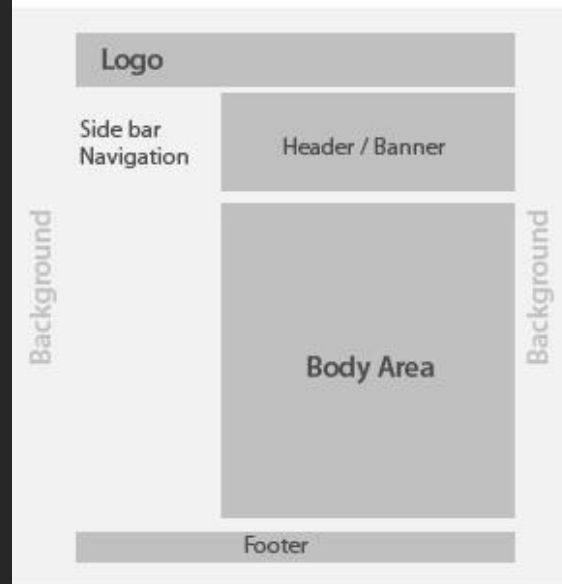 Logo
Side bar
Navigation
Header / Banner
Background
Background
Body Area
Footer